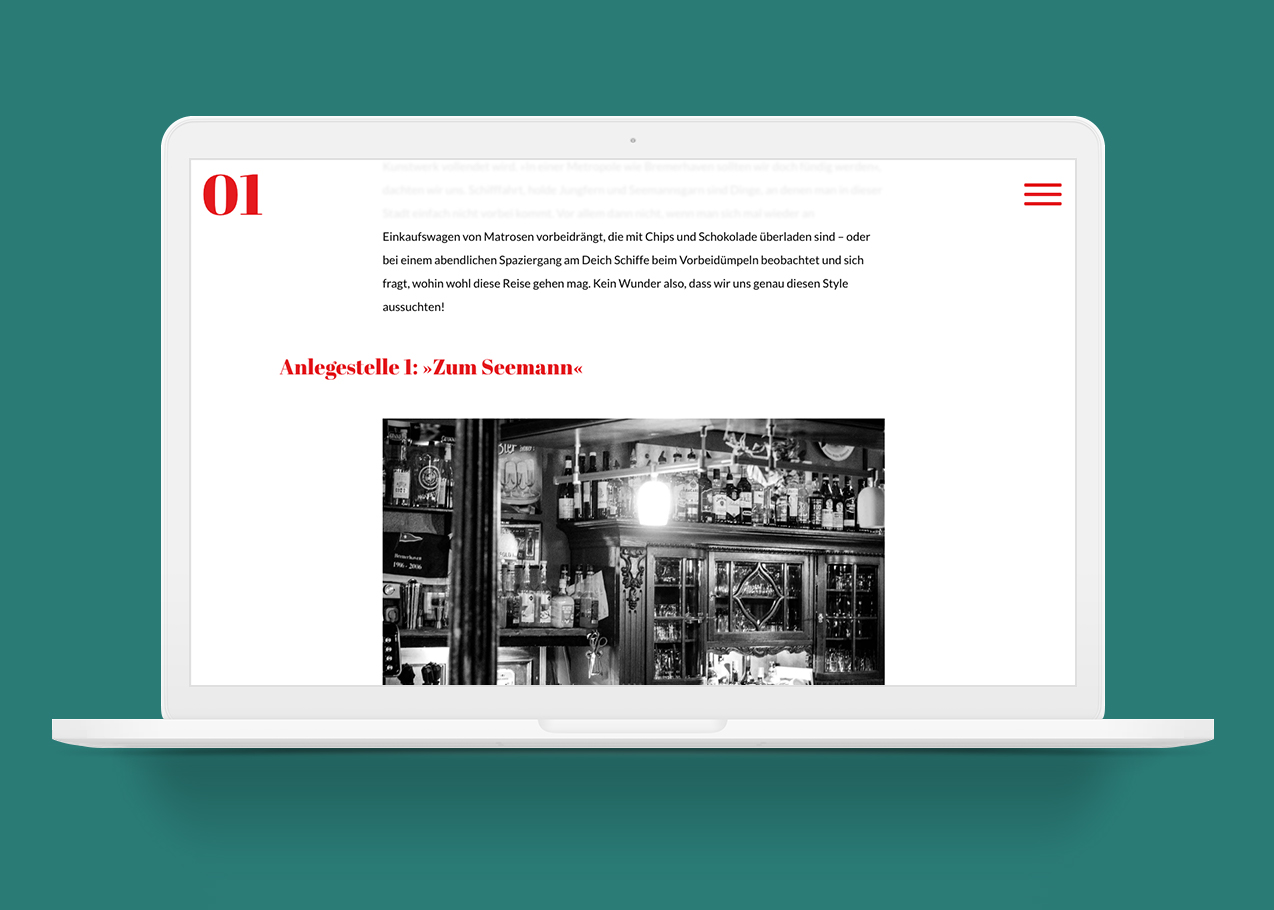 01
Kunstwerk vollendet wird. »In einer Metropole wie Bremerhaven sollten wir doch fündig werden«
dachten wir uns. Schifffahrt, holde Jungfern und Seemannsgarn sind Dinge, an denen man in dieser
Stadt einfach nicht vorbei kommt. Vor allem dann nicht, wenn man sich mal wieder an
Einkaufswagen von Matrosen vorbeidrängt, die mit Chips und Schokolade überladen sind – oder
bei einem abendlichen Spaziergang am Deich Schiffe beim Vorbeidümpeln beobachtet und sich
fragt, wohin wohl diese Reise gehen mag. Kein Wunder also, dass wir uns genau diesen Style
aussuchten!
Anlegestelle 1: »Zum Seemann«
Bremerhaven
1986 - 2006